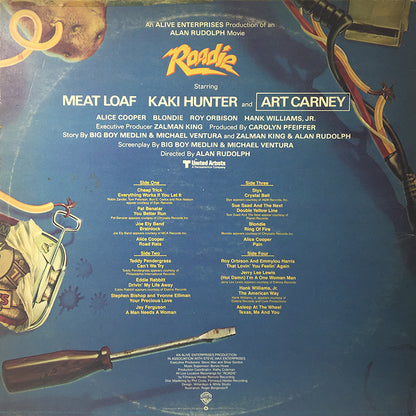 An ALIVE ENTERPRISES Production of an
ALAN RUDOLPH Movie
Roadie
Starring
MEAT LOAF KAKI HUNTER and ART CARNEY
ALICE COOPER BLONDIE ROY ORBISON HANK WILLIAMS, JR.
Executive Producer ZALMAN KING Produced By CAROLYN PFEIFFER
Story By BIG BOY MEDLIN & MICHAEL VENTURA and ZALMAN KING & ALAN RUDOLPH
Screenplay By BIG BOY MEDLIN & MICHAEL VENTURA
Directed By ALAN RUDOLPH
United Artists
Side One
Cheap Trick
Everything Works If You Let It
Pat Benatar
You Better Run
Joe Ely Band
Brainlock
Alice Cooper
Road Rats
Side Two
Teddy Pendergrass
Can't We Try
Eddie Rabbitt
Drivin' My Life Away
Stephen Bishop and Yvonne Elliman
Your Precious Love
Jay Ferguson
A Man Needs A Woman
Side Three
Styx
Crystal Ball
Sue Saad And The Next
Double Yellow Line
Blondie
Ring Of Fire
Alice Cooper
Pain
Side Four
Roy Orbison And Emmylou Harris
That Lovin' You Feelin' Again
Jerry Lee Lewis
(Hot Damn) I'm A One Woman Man
Hank Williams, Jr.
The American Way
Asleep At The Wheel
Texas, Me And You
AN ALIVE ENTERPRISES PRODUCTION